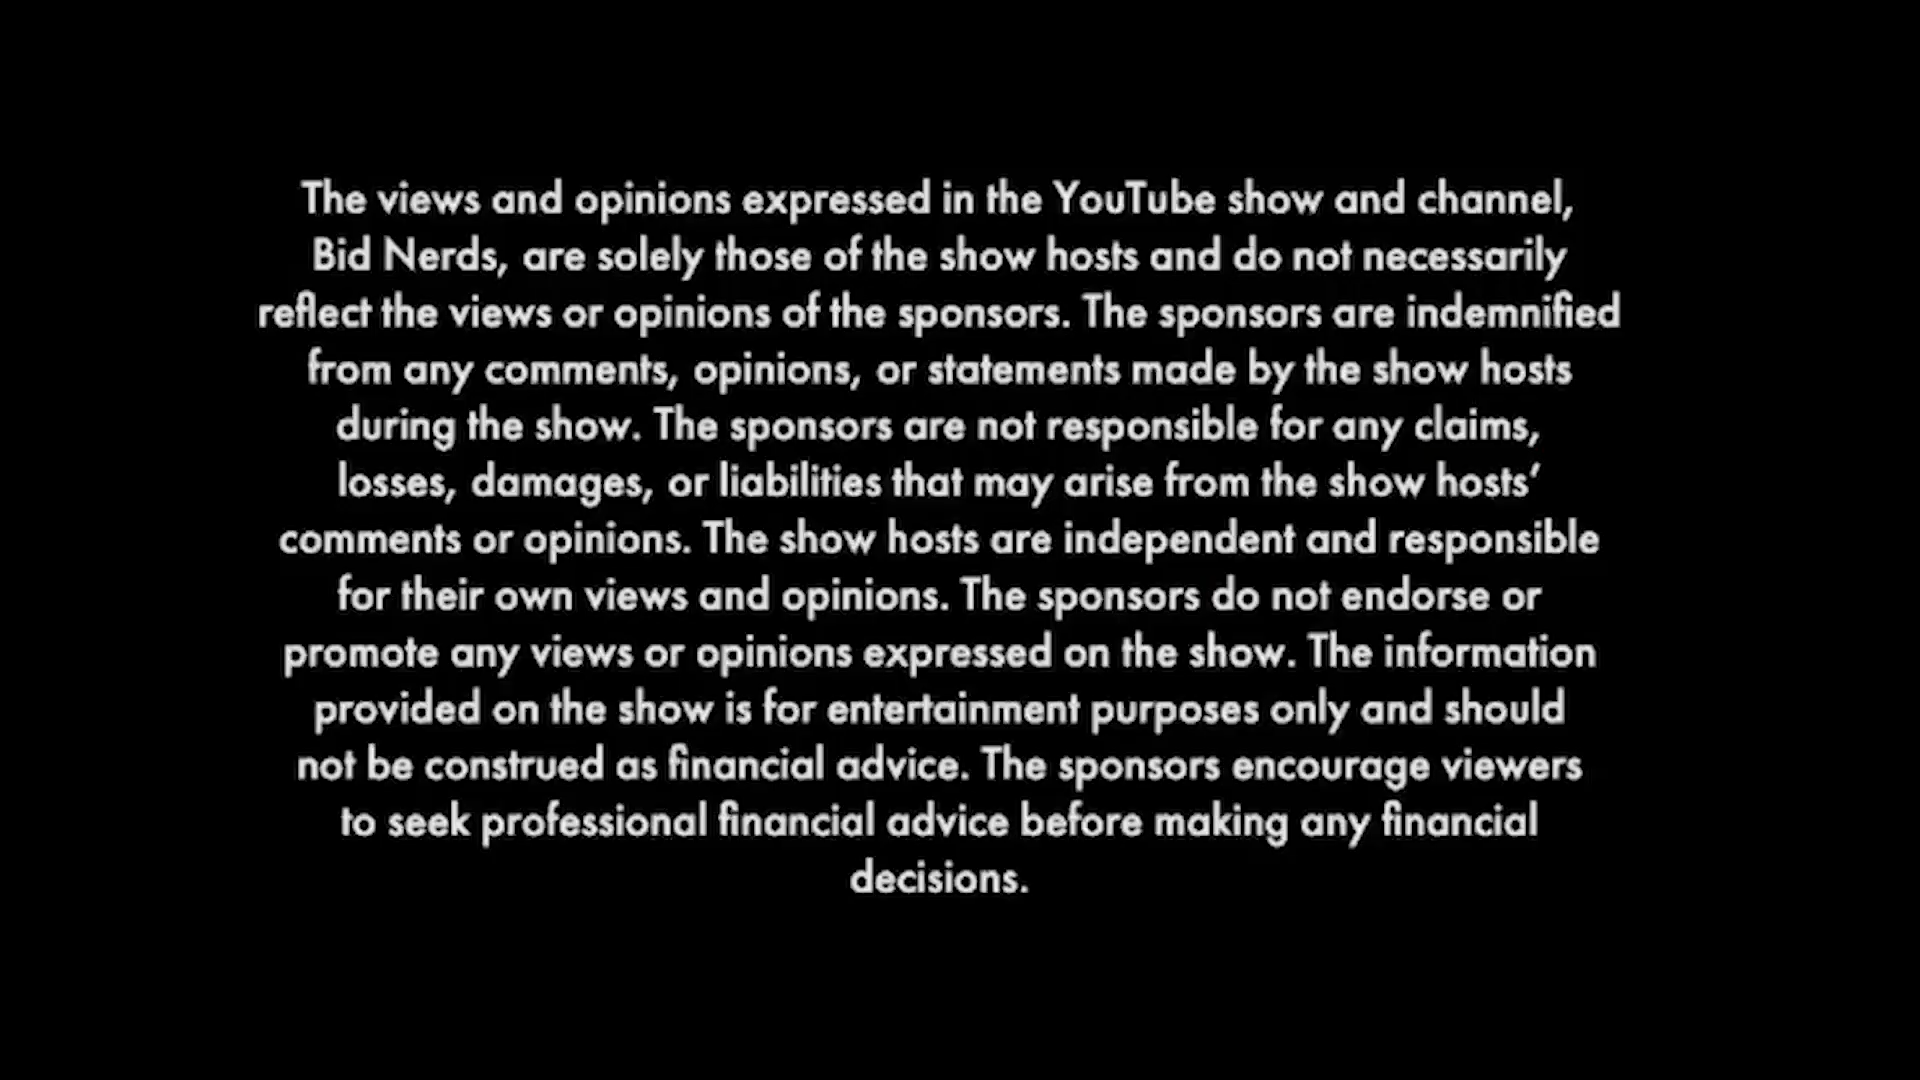 The views and opinions expressed in the YouTube show and channel,
Bid Nerds, are solely those of the show hosts and do not necessarily
reflect the views or opinions of the sponsors. The sponsors are indemnified
from any comments, opinions, or statements made by the show hosts
during the show. The sponsors are not responsible for any claims,
losses, damages, or liabilities that may arise from the show hosts’
comments or opinions. The show hosts are independent and responsible
for their own views and opinions. The sponsors do not endorse or
promote any views or opinions expressed on the show. The information
provided on the show is for entertainment purposes only and should
not be construed as financial advice. The sponsors encourage viewers
to seek professional financial advice before making any financial
decisions.